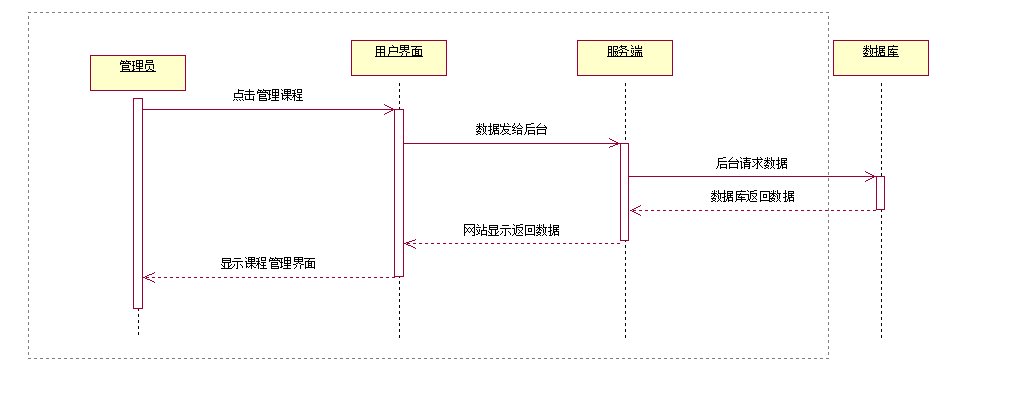 管理员
用户界面
服务端
数据库
点击管理课程
数据发给后台
后台请求数据
数据库返回数据
网站显示返回数据
显示课程管理界面